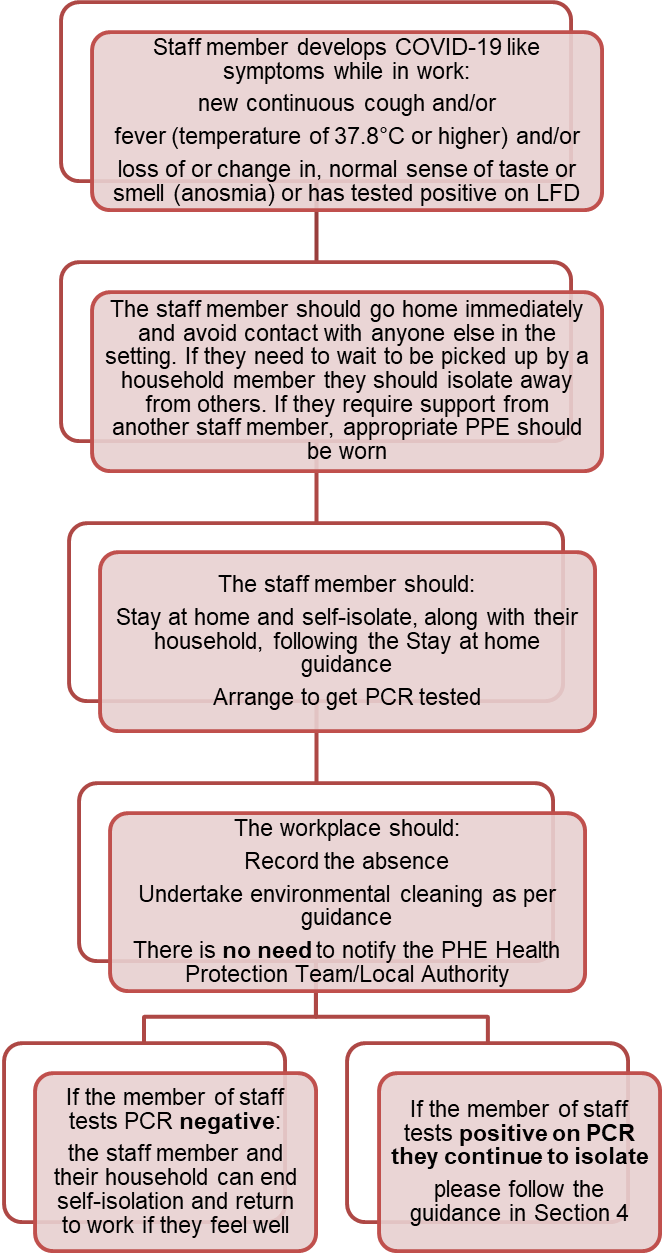 Staff member develops COVID-19 like
symptoms while in work:
new continuous cough and/or
fever (temperature of 37.8°C or higher) and/or
loss of or change in, normal sense of taste or
smell (anosmia) or has tested positive on LFD
The staff member should go home immediately
and avoid contact with anyone else in the
setting. If they need to wait to be picked up by a
household member they should isolate away
from others. If they require support from
another staff member, appropriate PPE should
be worn
The staff member should:
Stay at home and self-isolate, along with their
household, following the Stay at home
guidance
Arrange to get PCR tested
The workplace should:
Record the absence
Undertake environmental cleaning as per
guidance
There is no need to notify the PHE Health
Protection Team/Local Authority
If the member of staff
tests PCR negative:
the staff member and
their household can end
self-isolation and return
to work if they feel well
If the member of staff
tests positive on PCR
they continue to isolate
please follow the
guidance in Section 4